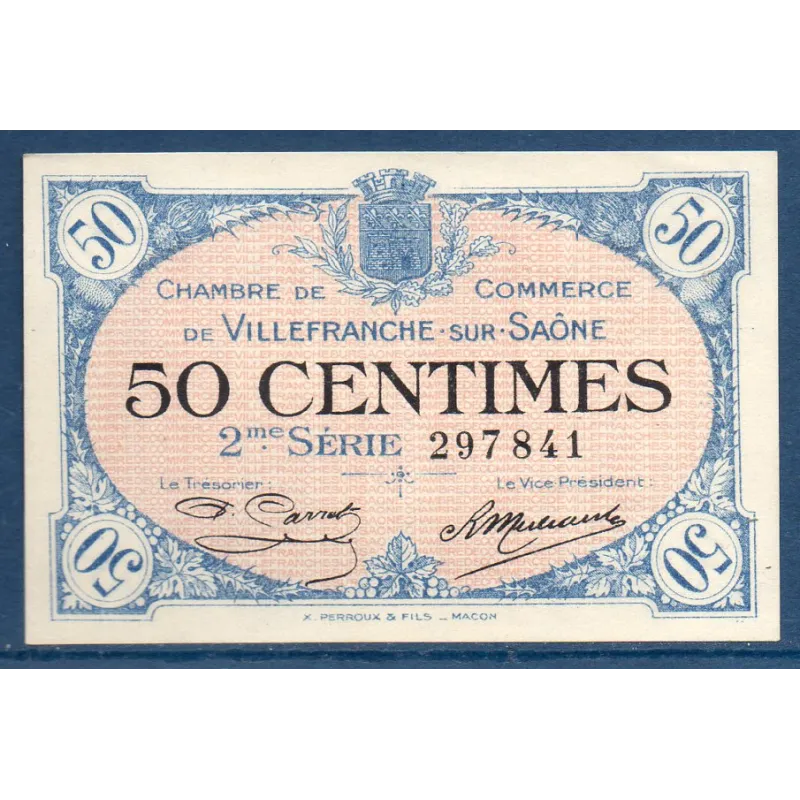 50 50
CHAMBRE DE COMMERCE
DE VILLEFRANCHE-SUR-SAÔNE
50 CENTIMES
2me SÉRIE 297841
Le Trésorier: Le Vice-Président:
50 50
X. PERROUX & FILS _ MACON